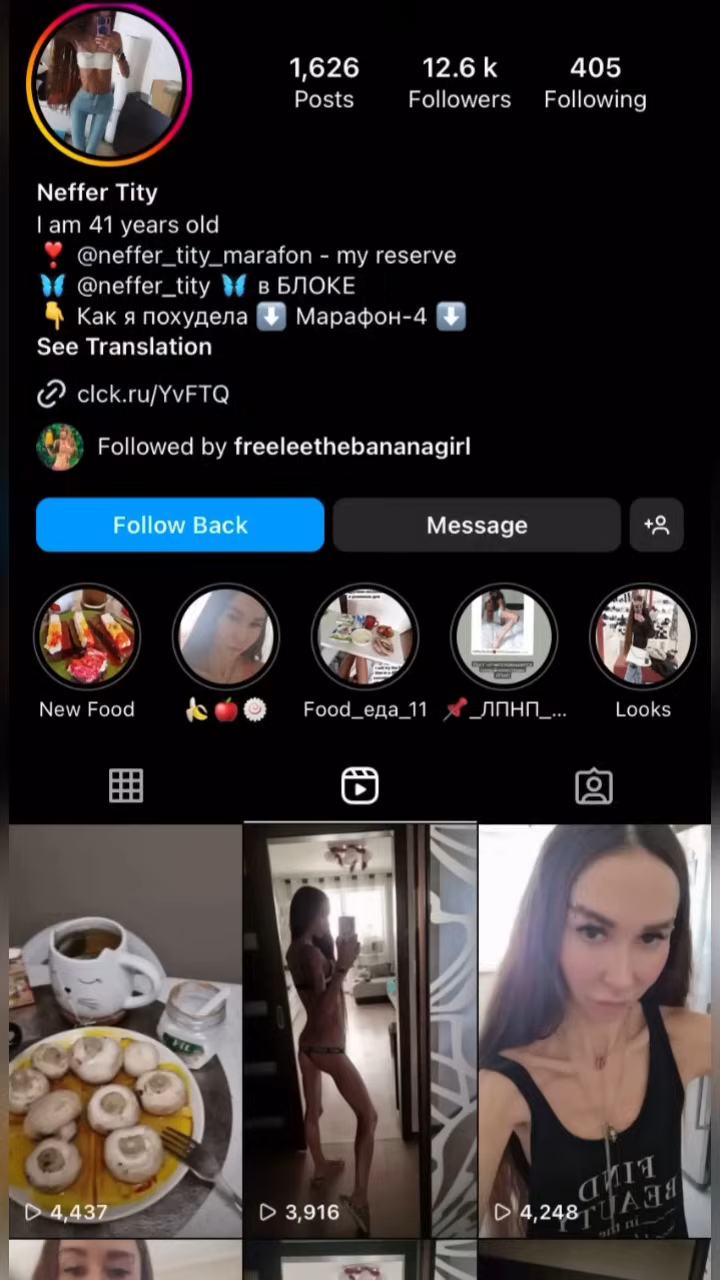 1,626
12.6 k
405
Posts
Followers
Following
Neffer Tity
I am 41 years old
❣️ @neffer_tity_marafon - my reserve
🦋 @neffer_tity 🦋 в БЛОКЕ
👇 Как я похудела ⬇️ Марафон-4 ⬇️
See Translation
clck.ru/YvFTQ
Followed by freeleethebananagirl
Follow Back
Message
New Food
🍌🍎🍥
Food_еда_11
📌_ЛПНП_...
Looks
FIND
BEAUTY
in the
4,437
3,916
4,248